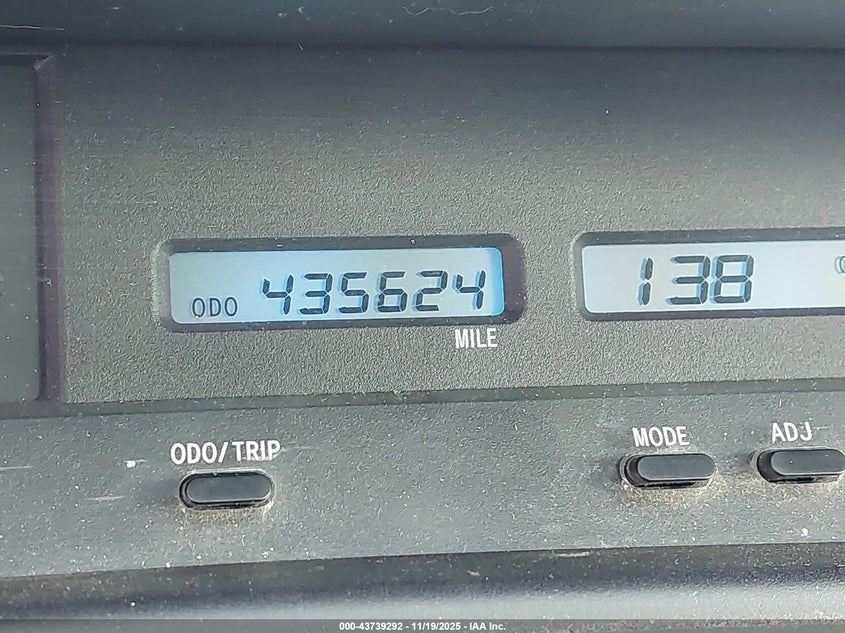 ODO 435624
138
MILE
ODO/TRIP
MODE
ADJ
000-43739292 - 11/19/2025 - IAA Inc.